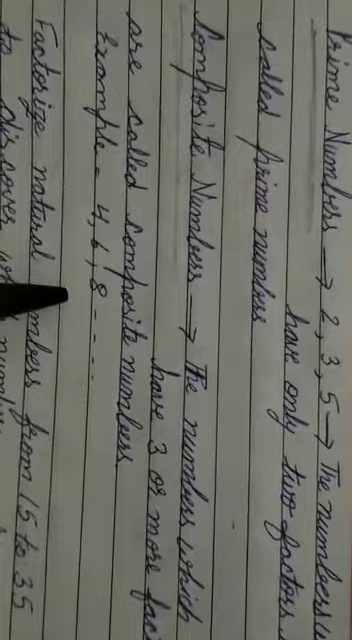 Prime Numbers → 2, 3, 5 → The numbers
have only two factors
called prime numbers
Composite Numbers → The numbers which
have 3 or more
are called composite numbers
Example - 4, 6, 8 - - - .
Factorize natural numbers from 15 to 35
to discover